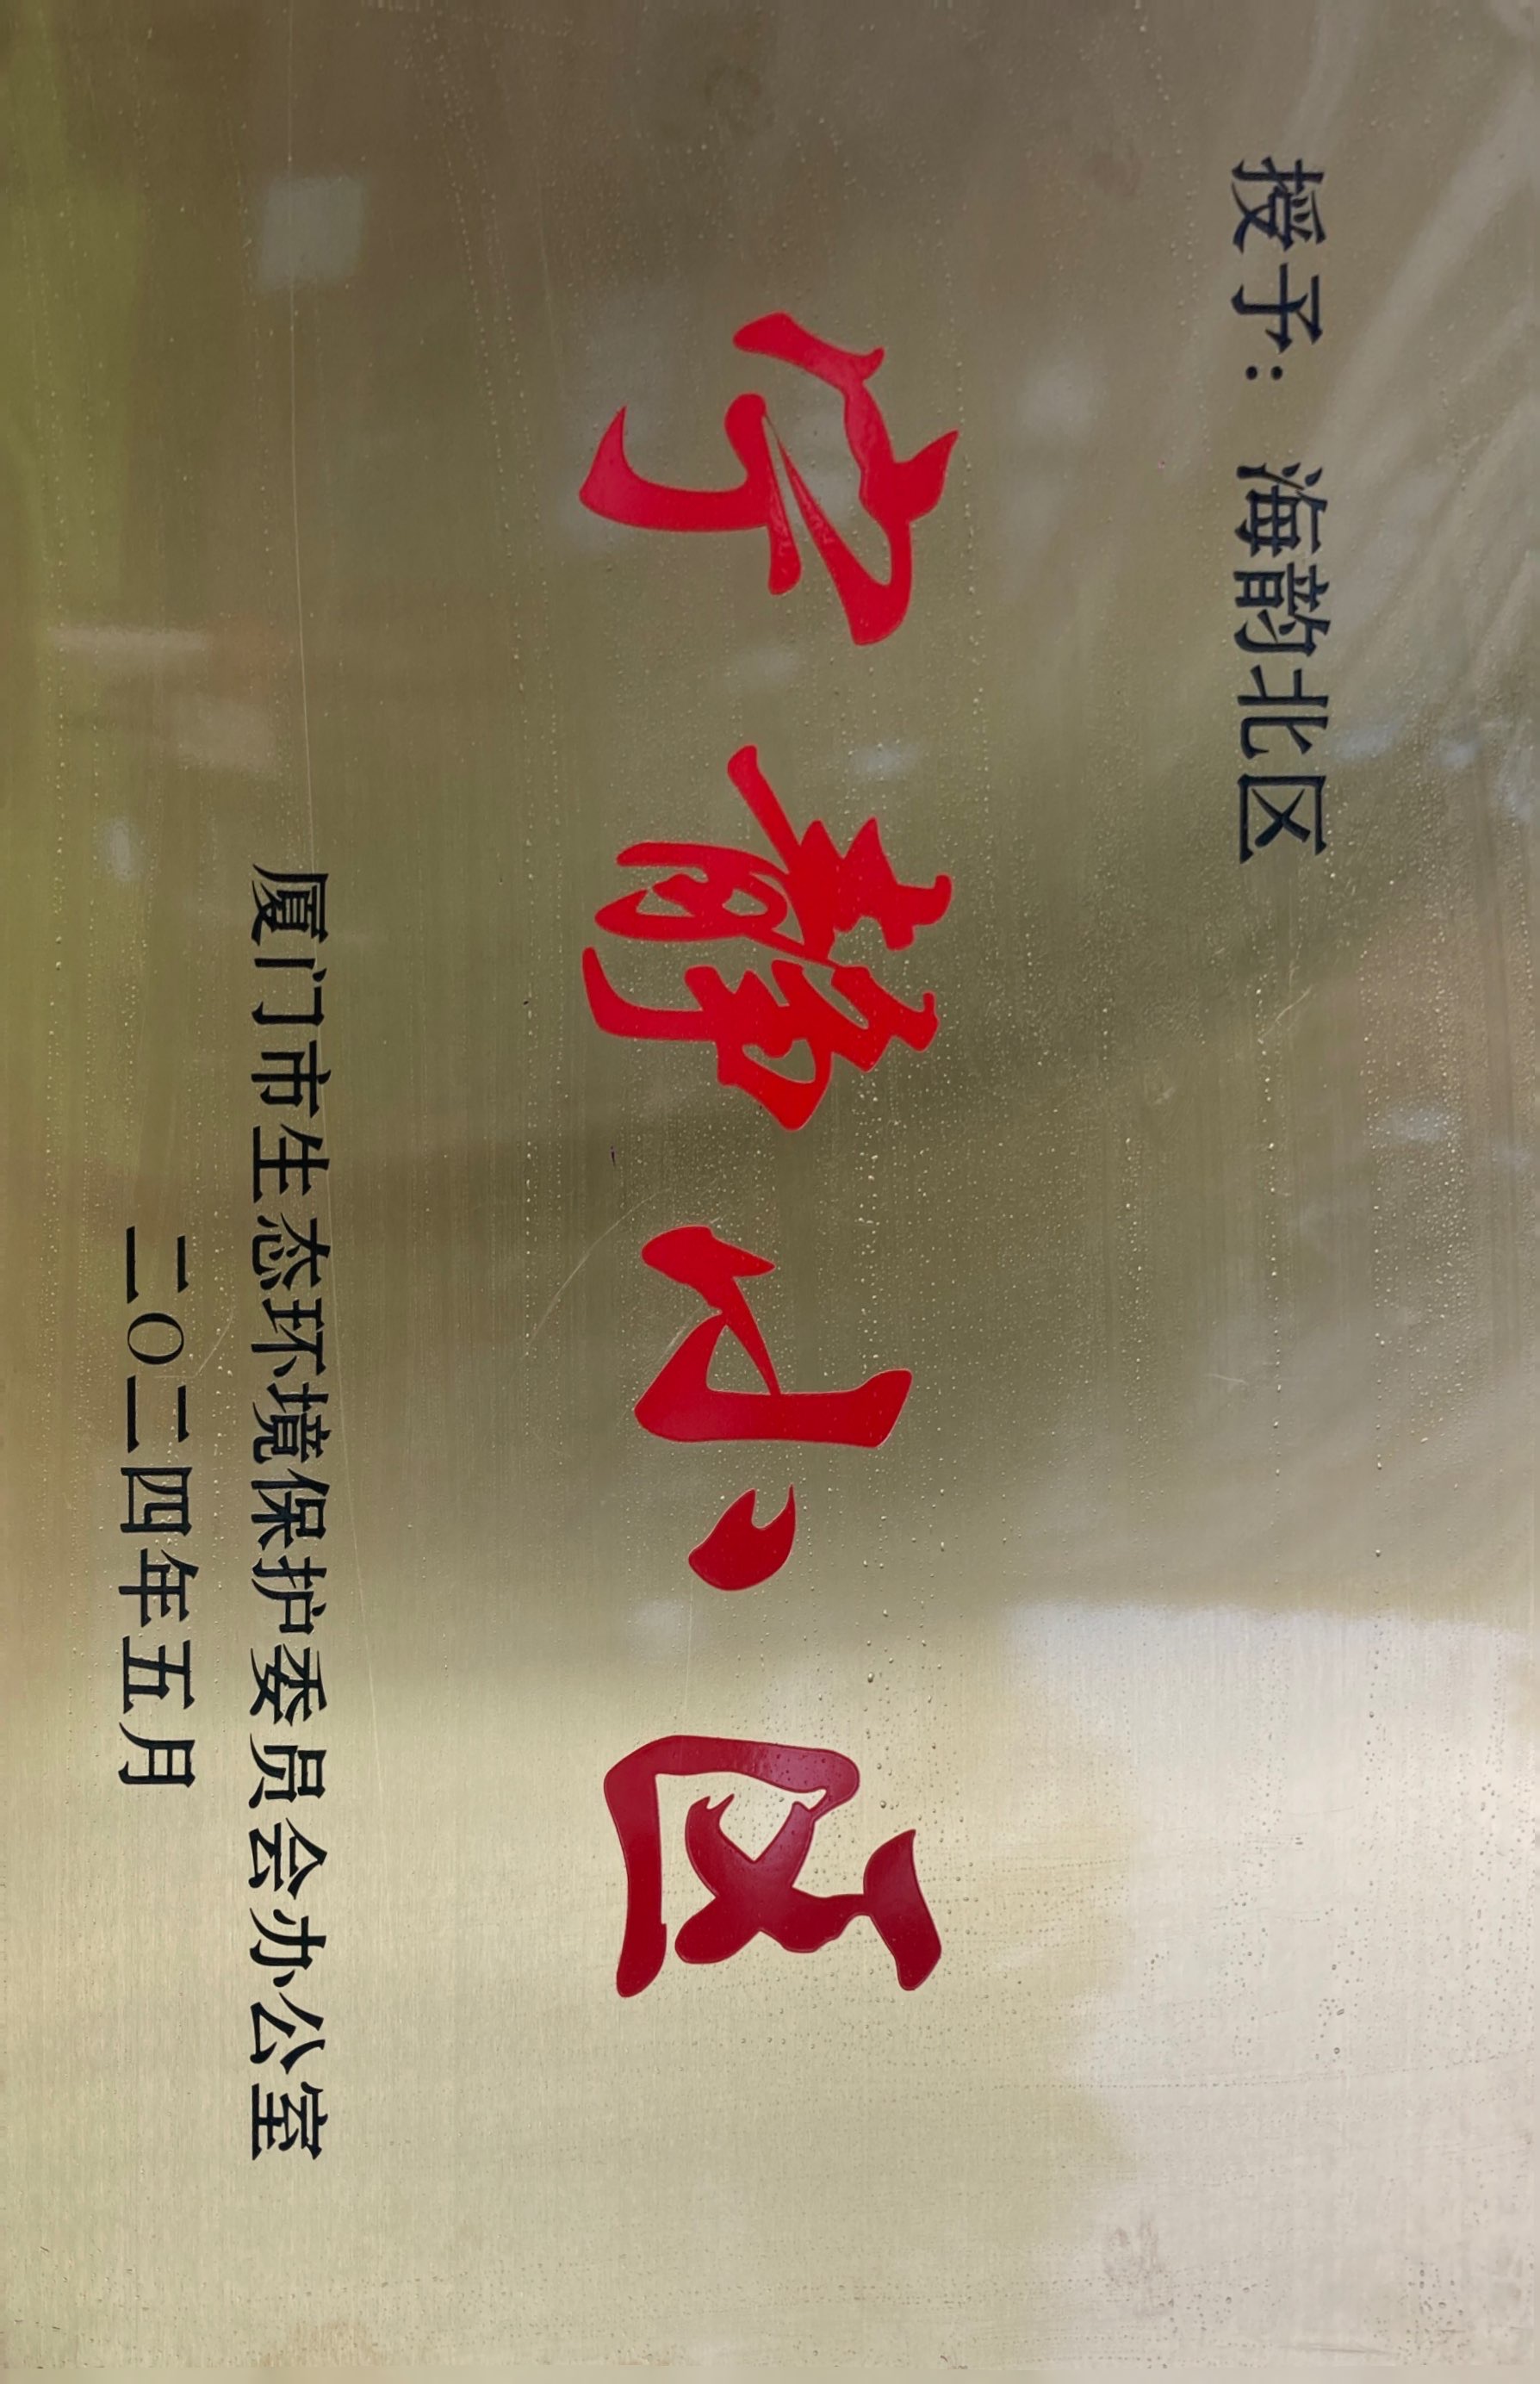 授予：海韵北区
宁静小区
厦门市生态环境保护委员会办公室
二〇二四年五月